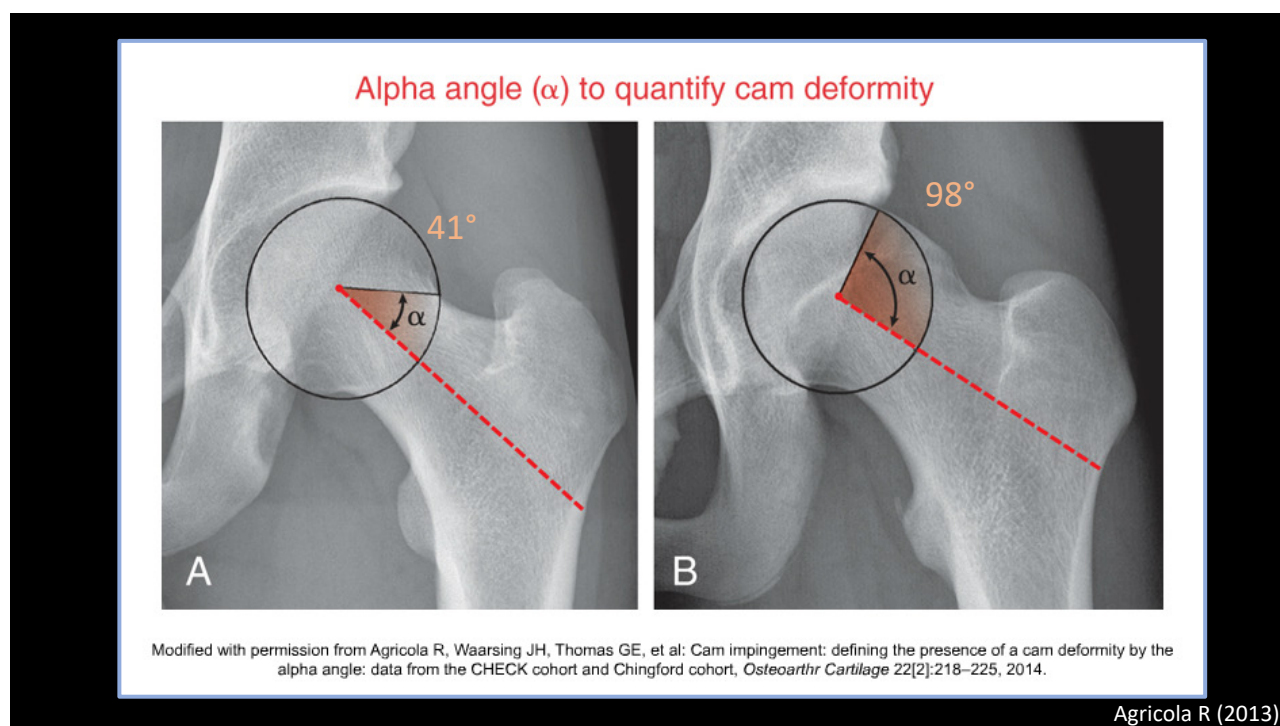 Alpha angle (α) to quantify cam deformity
41°
98°
α
α
A
B
Modified with permission from Agricola R, Waarsing JH, Thomas GE, et al: Cam impingement: defining the presence of a cam deformity by the
alpha angle: data from the CHECK cohort and Chingford cohort, Osteoarthr Cartilage 22[2]:218–225, 2014.
Agricola R (2013)